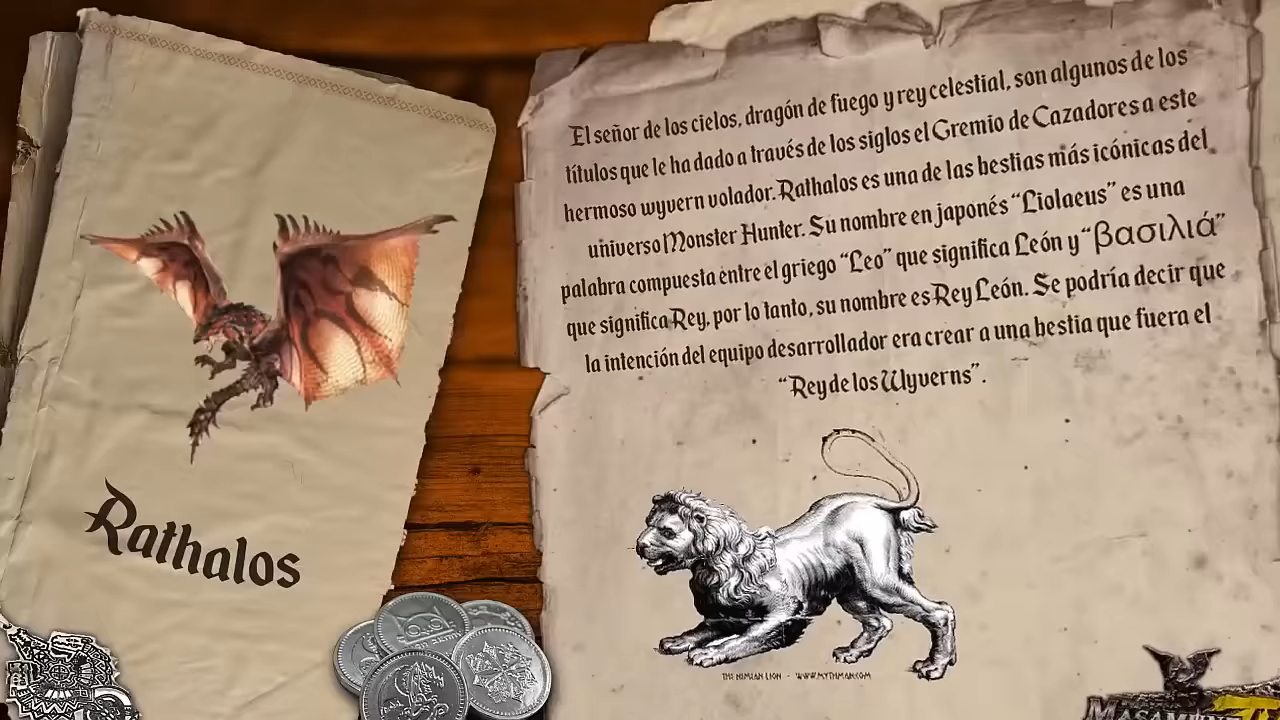 Rathalos
El señor de los cielos, dragón de fuego y rey celestial, son algunos de los
títulos que le ha dado a través de los siglos el Gremio de Cazadores a este
hermoso wyvern volador. Rathalos es una de las bestias más icónicas del
universo Monster Hunter. Su nombre en japonés “Liolaeus” es una
palabra compuesta entre el griego “Leo” que significa León y “βασιλιά”
que significa Rey, por lo tanto, su nombre es Rey León. Se podría decir que
la intención del equipo desarrollador era crear a una bestia que fuera el
“Rey de los Wyverns”.
THE NEMEAN LION - WWW.MYTHMAN.COM